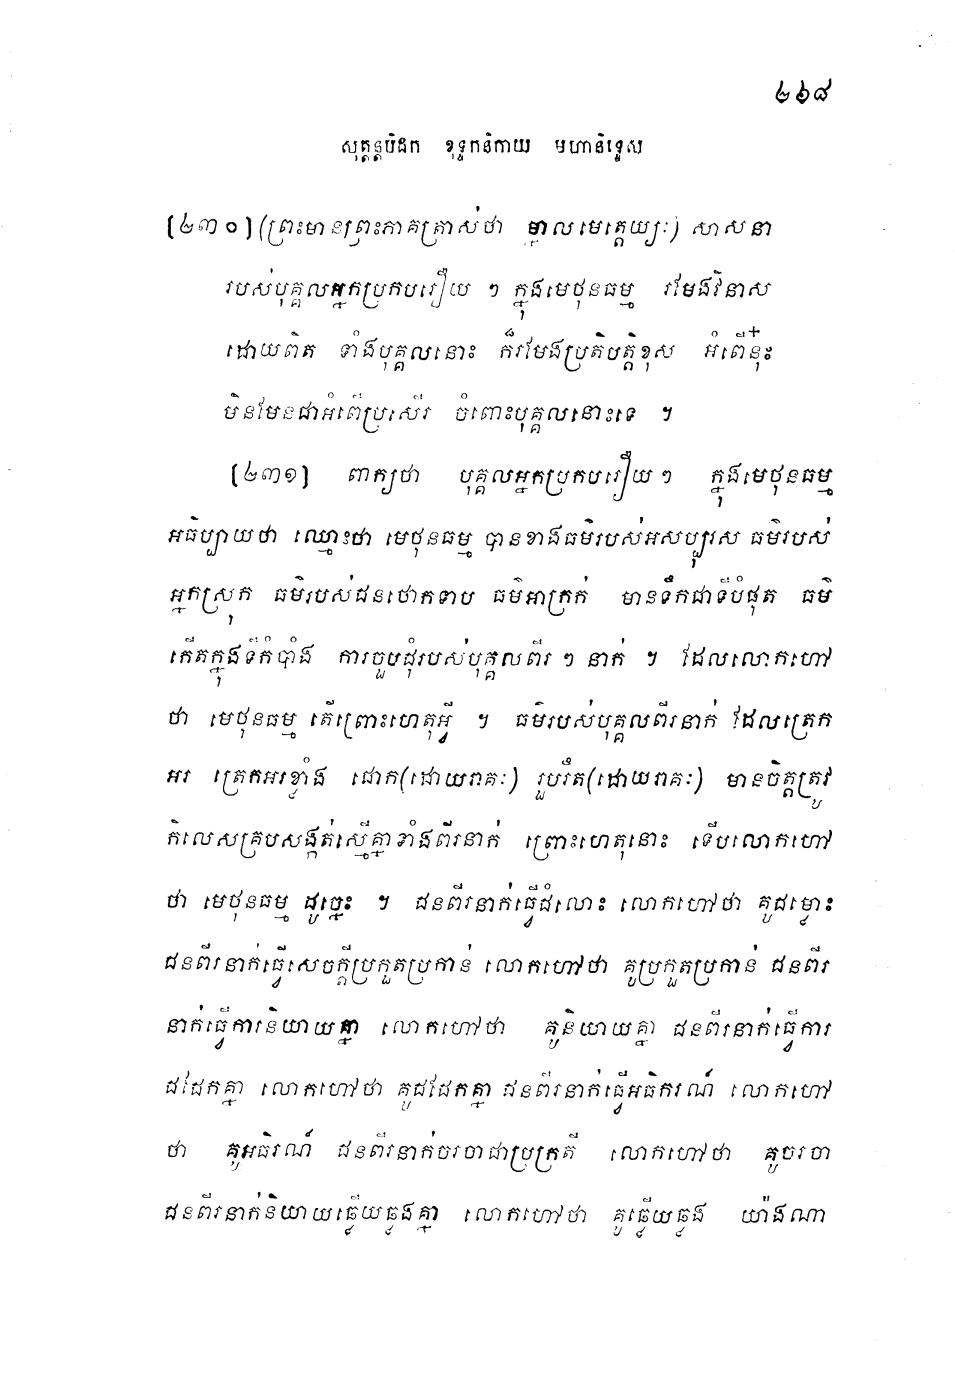 ២៦៨
សុត្តន្តបិដក ខុទ្ទកនិកាយ មហានិទ្ទេស
[២៣០] (ព្រះមានព្រះភាគត្រាស់ថា ម្នាលមេត្តេយ្យៈ) សាសនា
របស់បុគ្គលអ្នកប្រកបរឿយ ៗ ក្នុងមេថុនធម្ម រមែងវិនាស
ដោយពិត ទាំងបុគ្គលនោះ ក៏រមែងប្រតិបត្តិខុស អំពើ+នុ៎ះ
មិនមែនជាអំពើប្រសើរ ចំពោះបុគ្គលនោះទេ ។
[២៣១] ពាក្យថា បុគ្គលអ្នកប្រកបរឿយ ៗ ក្នុងមេថុនធម្ម
អធិប្បាយថា ឈ្មោះថា មេថុនធម្ម បានខាងធម៌របស់អសប្បុរស ធម៌របស់
អ្នកស្រុក ធម៌របស់ជនថោកទាប ធម៌អាក្រក់ មានទឹកជាទីបំផុត ធម៌
កើតក្នុងទីកំបាំង ការចួបជុំរបស់បុគ្គលពីរ ៗ នាក់ ។ ដែលលោកហៅ
ថា មេថុនធម្ម តើព្រោះហេតុអ្វី ។ ធម៌របស់បុគ្គលពីរនាក់ ដែលត្រេក
អរ ត្រេកអរខ្លាំង ជោក(ដោយរាគៈ) រួបរឹត(ដោយរាគៈ) មានចិត្តត្រូវ
កិលេសគ្របសង្កត់ស្មើគ្នាទាំងពីរនាក់ ព្រោះហេតុនោះ ទើបលោកហៅ
ថា មេថុនធម្ម ដូច្នេះ ។ ជនពីរនាក់ធ្វើជំលោះ លោកហៅថា គូជម្លោះ
ជនពីរនាក់ធ្វើសេចក្តីប្រកួតប្រកាន់ លោកហៅថា គូប្រកួតប្រកាន់ ជនពីរ
នាក់ធ្វើការនិយាយគ្នា លោកហៅថា គូនិយាយគ្នា ជនពីរនាក់ធ្វើការ
ជជែកគ្នា លោកហៅថា គូជជែកគ្នា ជនពីរនាក់ធ្វើអធិករណ៍ លោកហៅ
ថា គូអធិរណ៍ ជនពីរនាក់ចរចាជាប្រក្រតី លោកហៅថា គូចរចា
ជនពីរនាក់និយាយឆ្លើយឆ្លងគ្នា លោកហៅថា គូឆ្លើយឆ្លង យ៉ាងណា